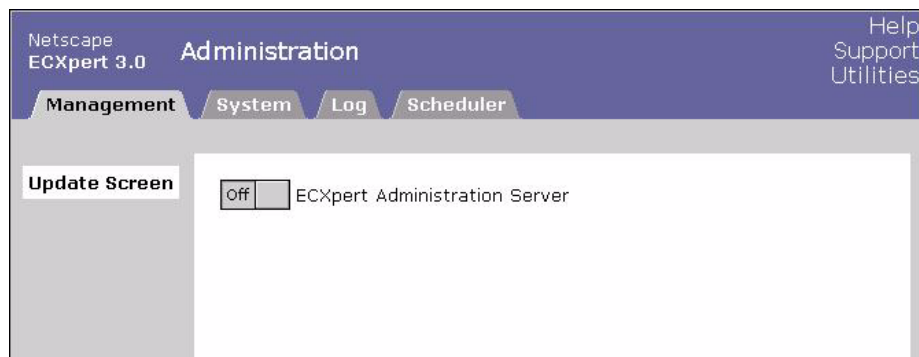 Netscape
ECXpert 3.0
Administration
Help
Support
Utilities
Management
System
Log
Scheduler
Update Screen
Off
ECXpert Administration Server